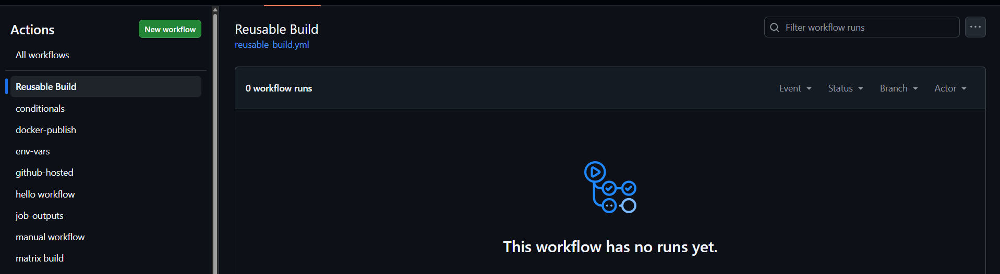 Actions
New workflow
All workflows
Reusable Build
conditionals
docker-publish
env-vars
github-hosted
hello workflow
job-outputs
manual workflow
matrix build
Reusable Build
reusable-build.yml
Filter workflow runs
0 workflow runs
Event
Status
Branch
Actor
This workflow has no runs yet.